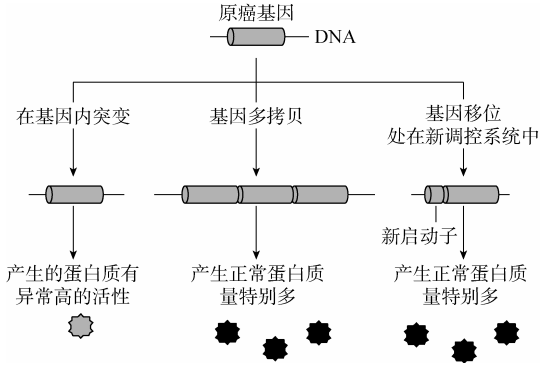 原癌基因
DNA
在基因内突变
基因多拷贝
基因移位
处在新调控系统中
新启动子
产生的蛋白质有
异常高的活性
产生正常蛋白质
量特别多
产生正常蛋白质
量特别多